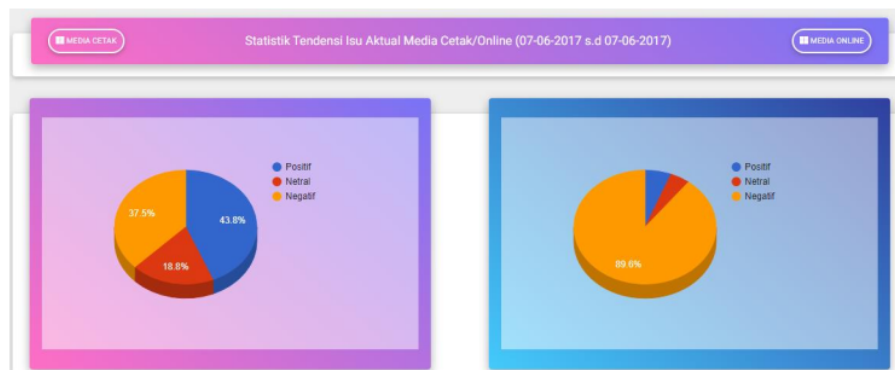 MEDIA CETAK
Statistik Tendensi Isu Aktual Media Cetak/Online (07-06-2017 s.d 07-06-2017)
MEDIA ONLINE
Positif
Netral
Negatif
37.5%
43.8%
18.8%
Positif
Netral
Negatif
89.6%